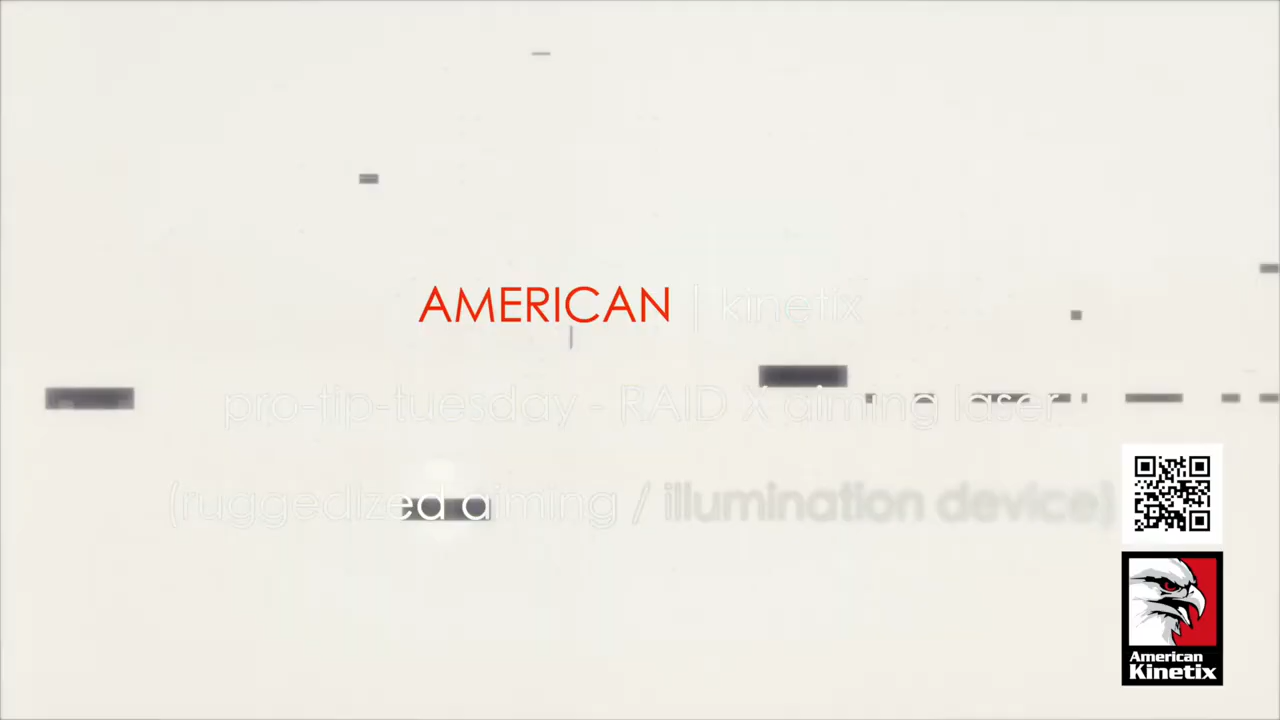 AMERICAN | kinetix
pro-tip-tuesday - RAID X aiming laser
(ruggedized aiming / illumination device)
American
Kinetix